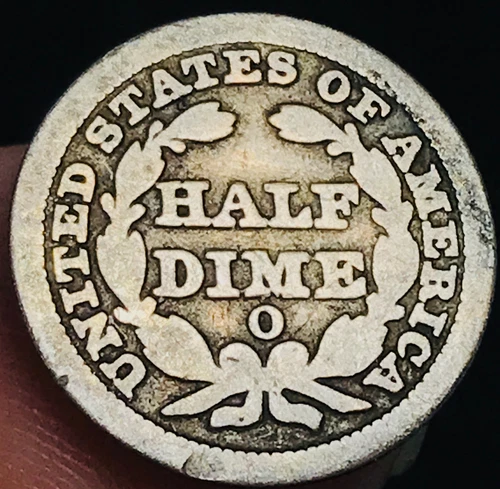 UNITED STATES OF AMERICA
HALF
DIME
O